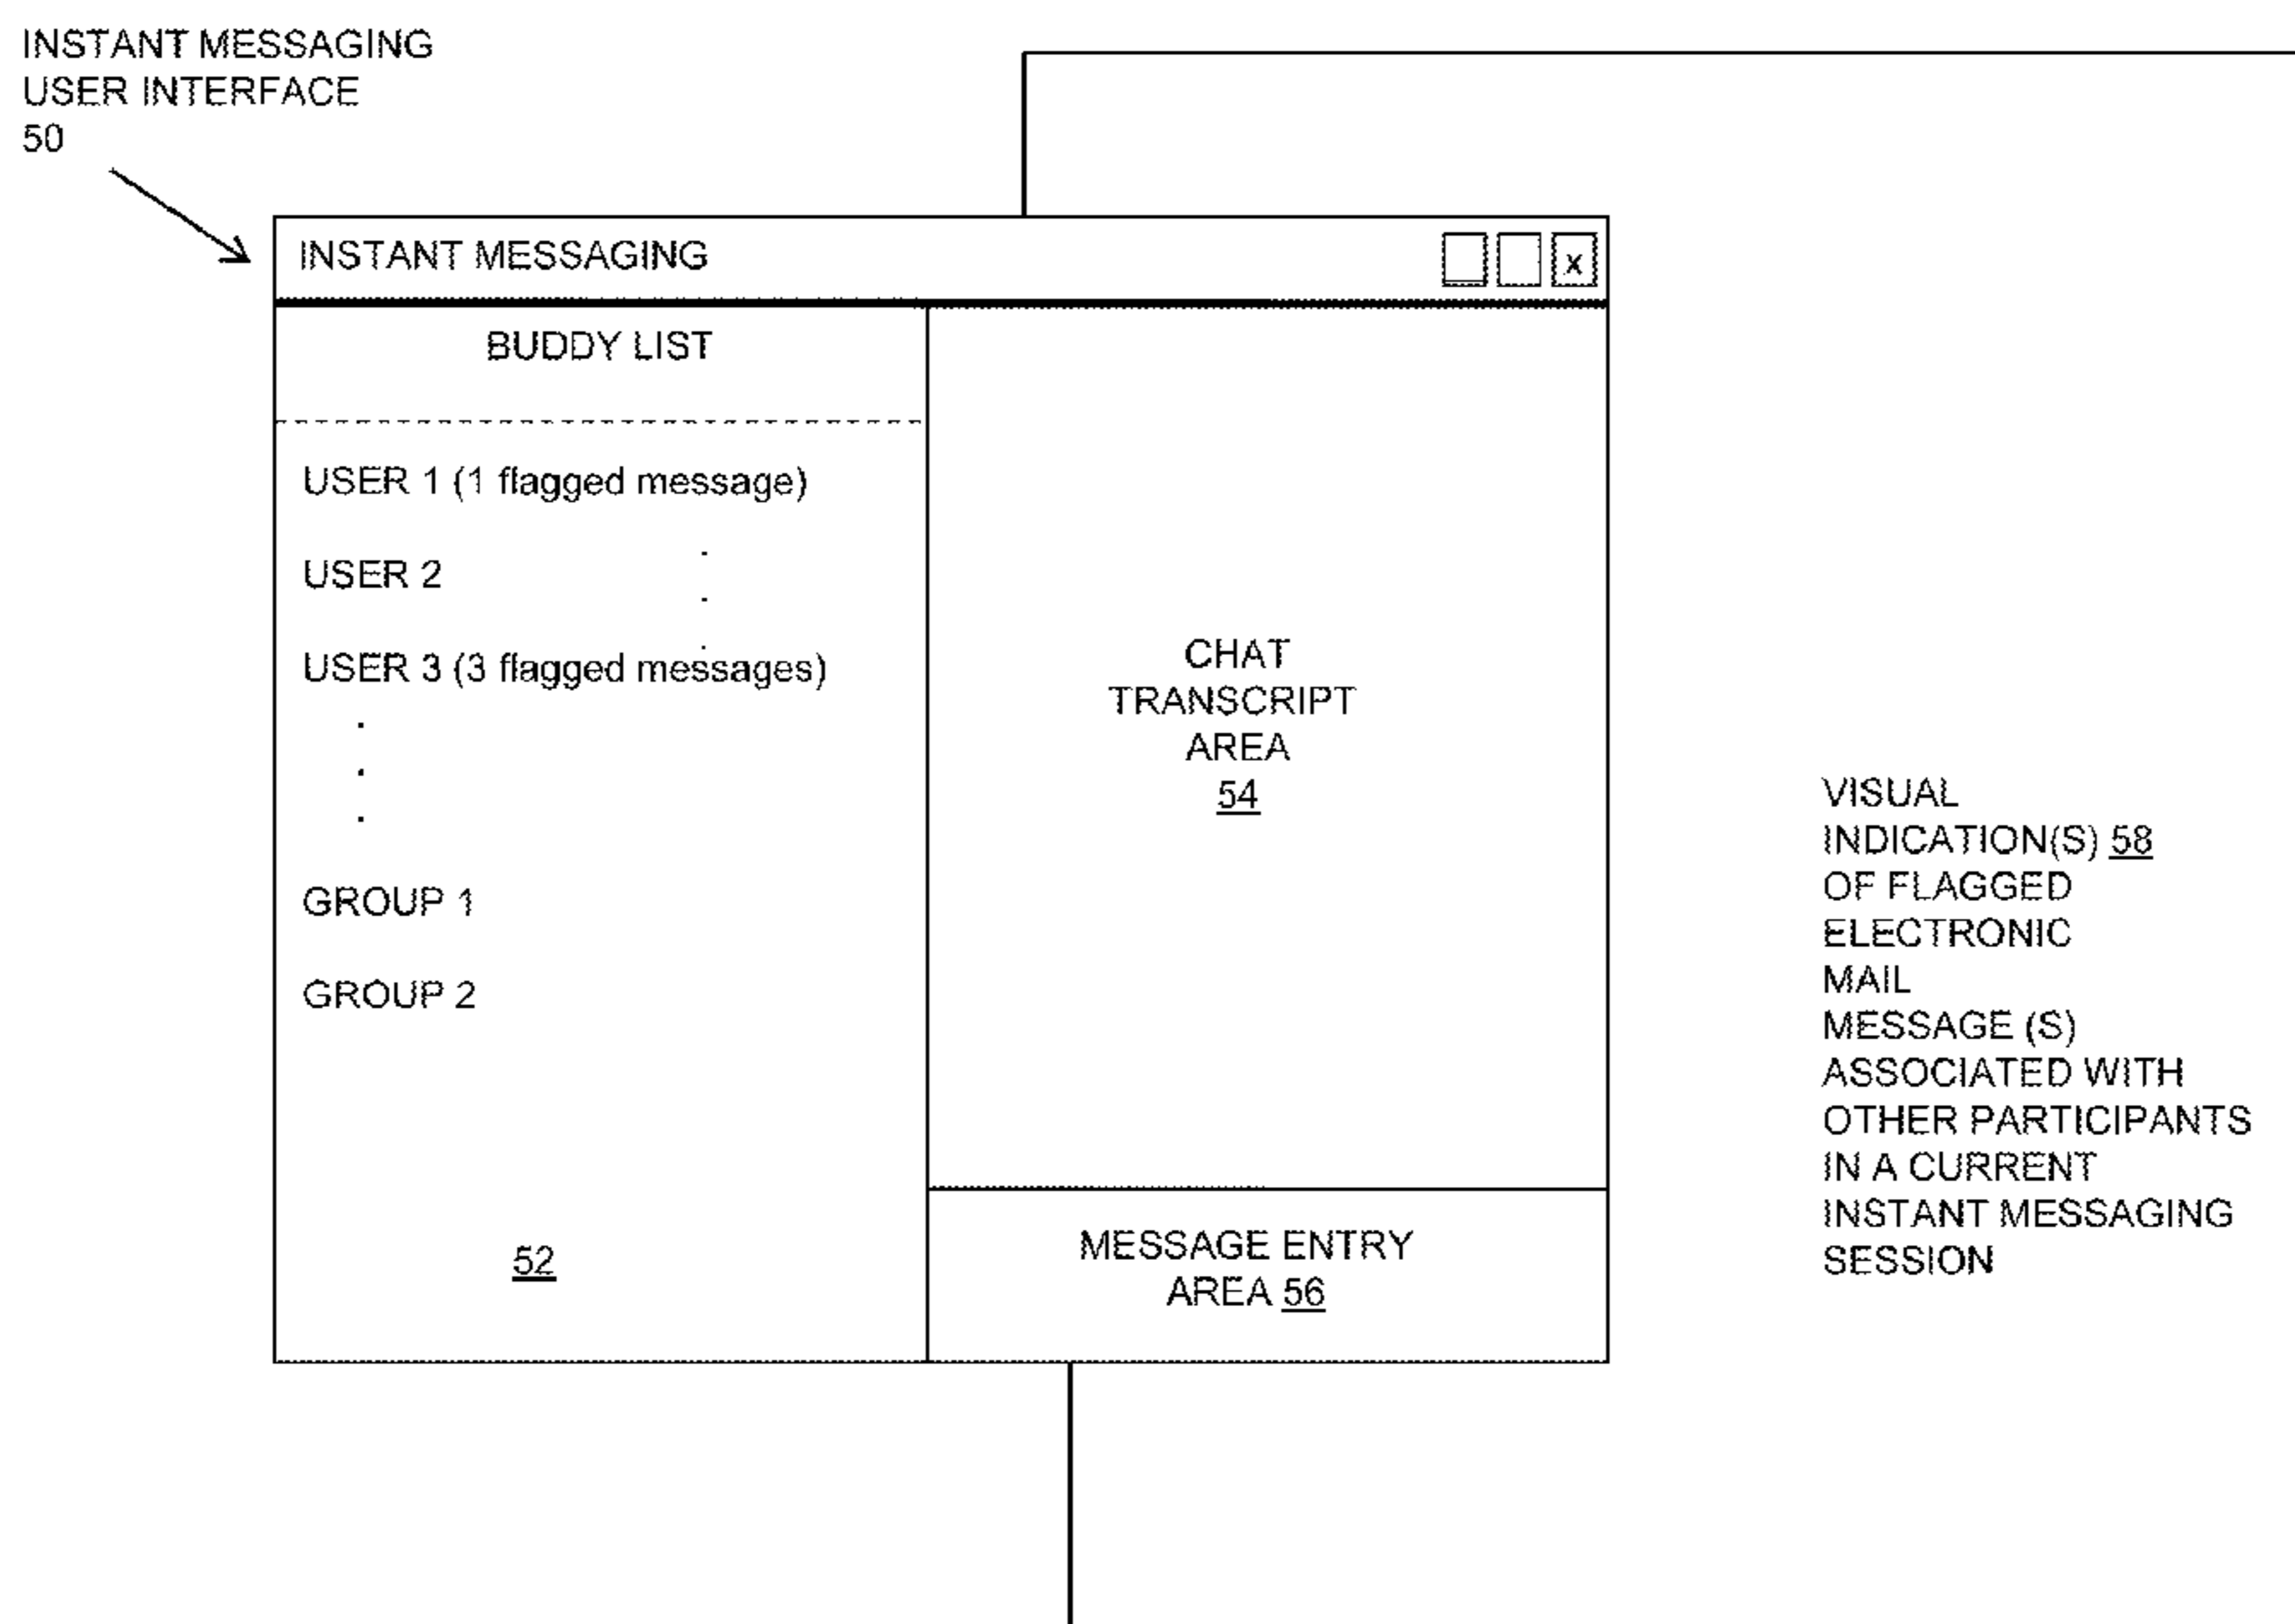 INSTANT MESSAGING
USER INTERFACE
50
INSTANT MESSAGING
x
BUDDY LIST
USER 1 (1 flagged message)
USER 2
USER 3 (3 flagged messages)
GROUP 1
GROUP 2
52
CHAT
TRANSCRIPT
AREA
54
MESSAGE ENTRY
AREA 56
VISUAL
INDICATION(S) 58
OF FLAGGED
ELECTRONIC
MAIL
MESSAGE (S)
ASSOCIATED WITH
OTHER PARTICIPANTS
IN A CURRENT
INSTANT MESSAGING
SESSION